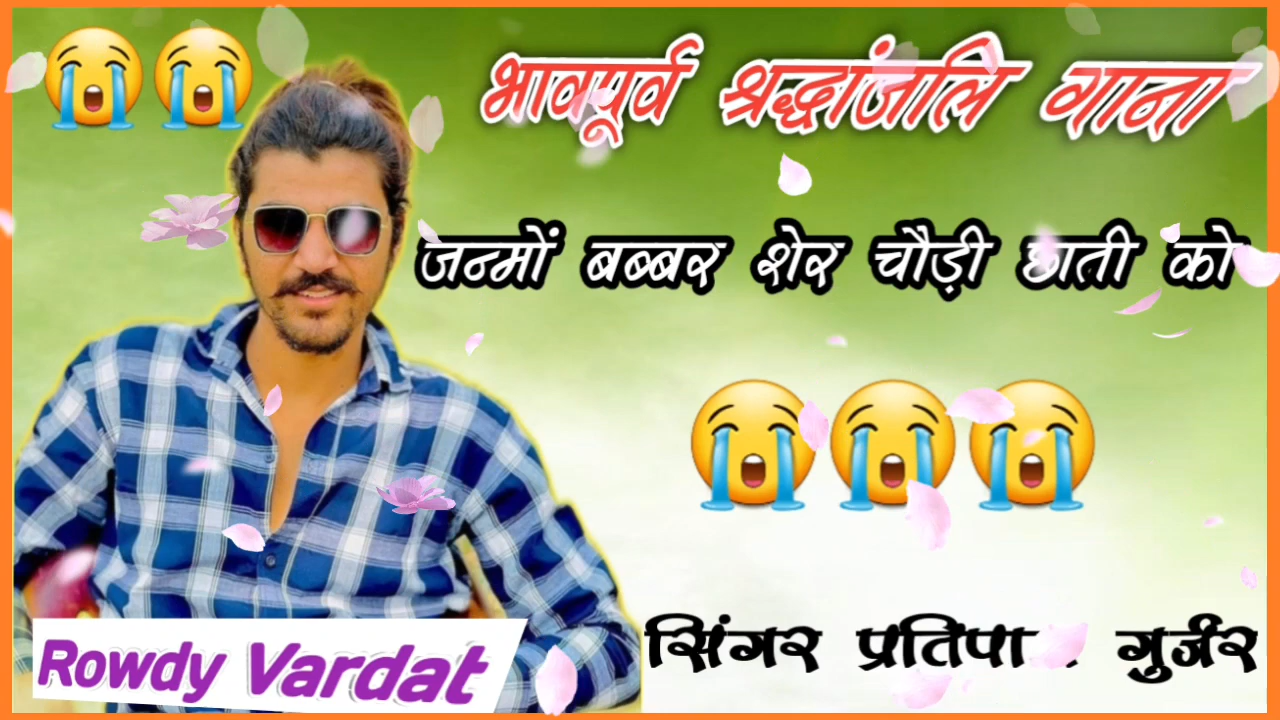 भावपूर्व श्रद्धांजलि गाना
जन्मों बब्बर शेर चौड़ी छाती को
सिंगर गुर्जर
Rowdy Vardat